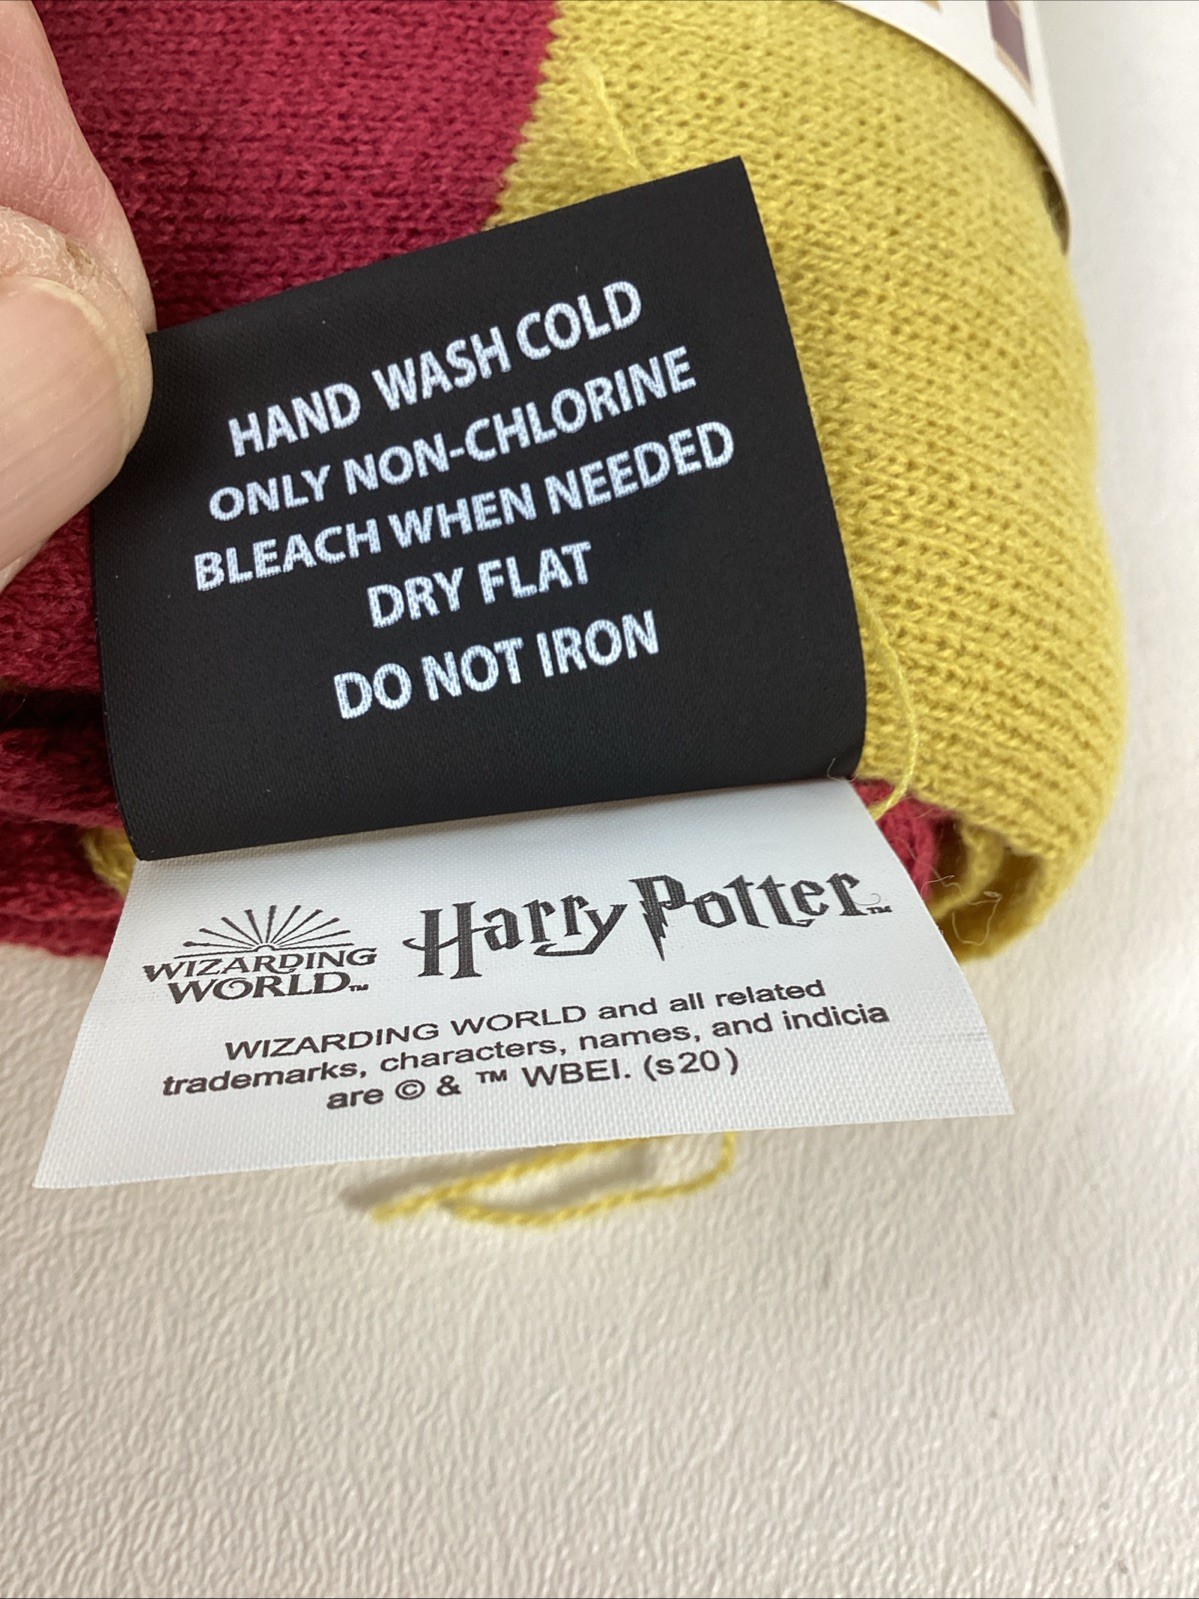 HAND WASH COLD
ONLY NON-CHLORINE
BLEACH WHEN NEEDED
DRY FLAT
DO NOT IRON
WIZARDING
WORLD™
Harry Potter™
WIZARDING WORLD and all related
trademarks, characters, names, and indicia
are © & ™ WBEI. (s20)